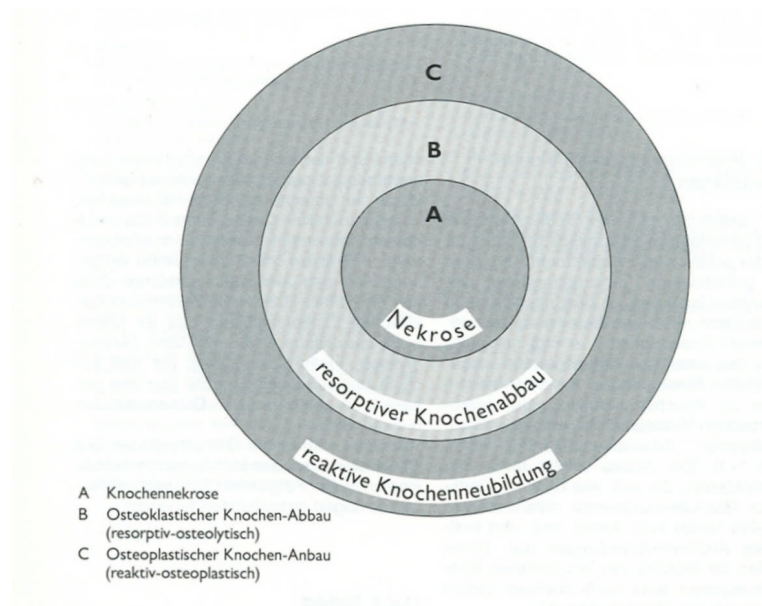 C
B
A
Nekrose
resorptiver Knochenabbau
reaktive Knochenneubildung
A Knochennekrose
B Osteoklastischer Knochen-Abbau
(resorptiv-osteolytisch)
C Osteoplastischer Knochen-Anbau
(reaktiv-osteoplastisch)